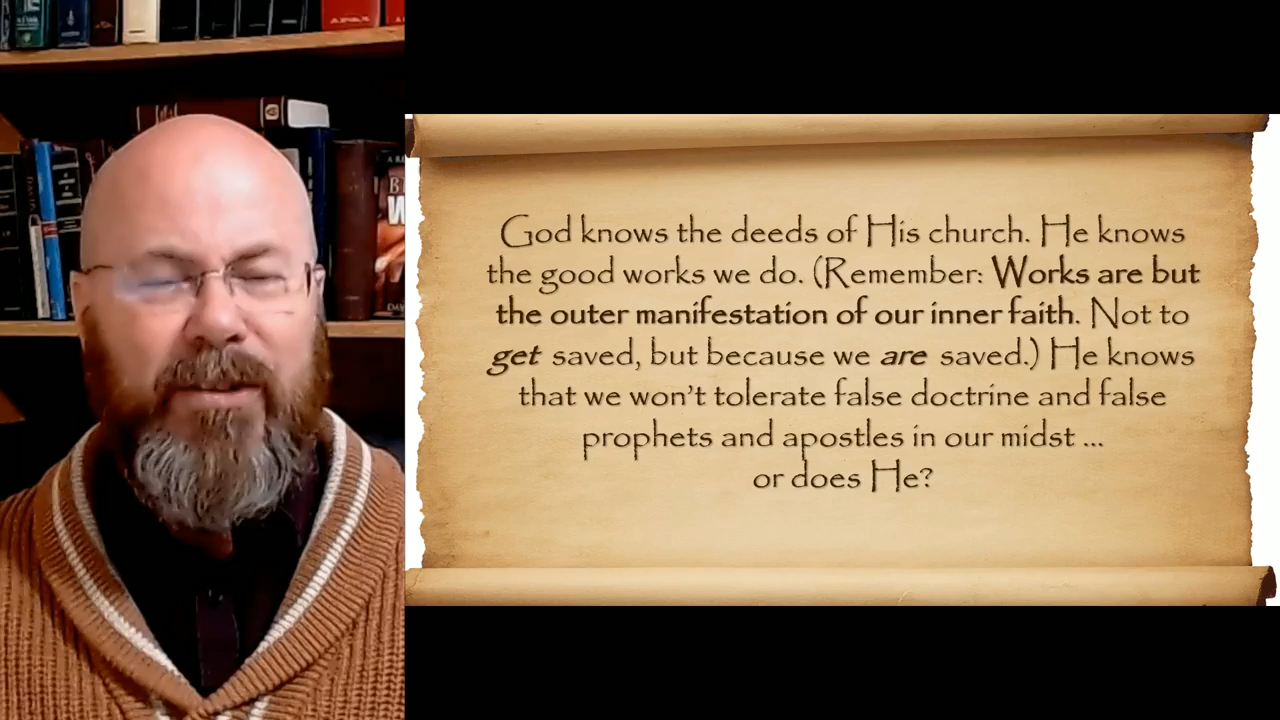 God knows the deeds of His church. He knows
the good works we do. (Remember: Works are but
the outer manifestation of our inner faith. Not to
get saved, but because we are saved.) He knows
that we won't tolerate false doctrine and false
prophets and apostles in our midst ...
or does He?